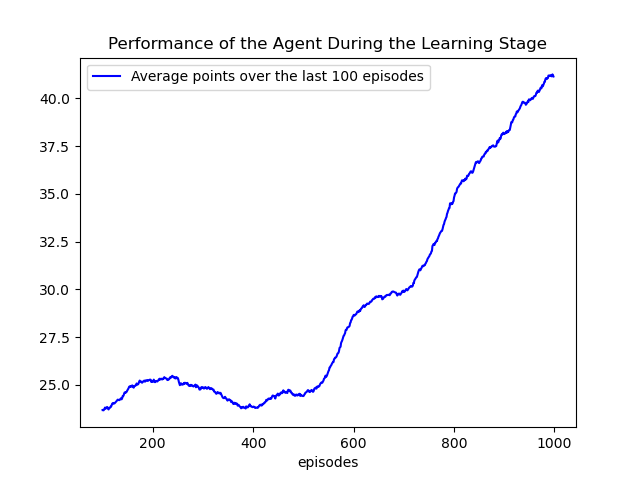 Performance of the Agent During the Learning Stage
Average points over the last 100 episodes
40.0
37.5
35.0
32.5
30.0
27.5
25.0
200 400 600 800 1000
episodes